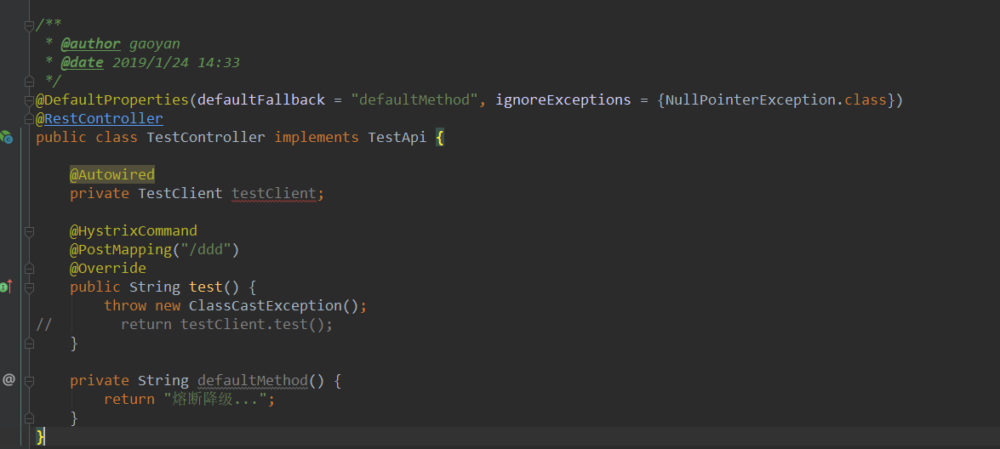 /**
 * @author gaoyan
 * @date 2019/1/24 14:33
 */
@DefaultProperties(defaultFallback = "defaultMethod", ignoreExceptions = {NullPointerException.class})
@RestController
public class TestController implements TestApi {
    @Autowired
    private TestClient testClient;
    @HystrixCommand
    @PostMapping("/ddd")
    @Override
    public String test() {
        throw new ClassCastException();
//        return testClient.test();
    }
    private String defaultMethod() {
        return "熔断降级...";
    }
}